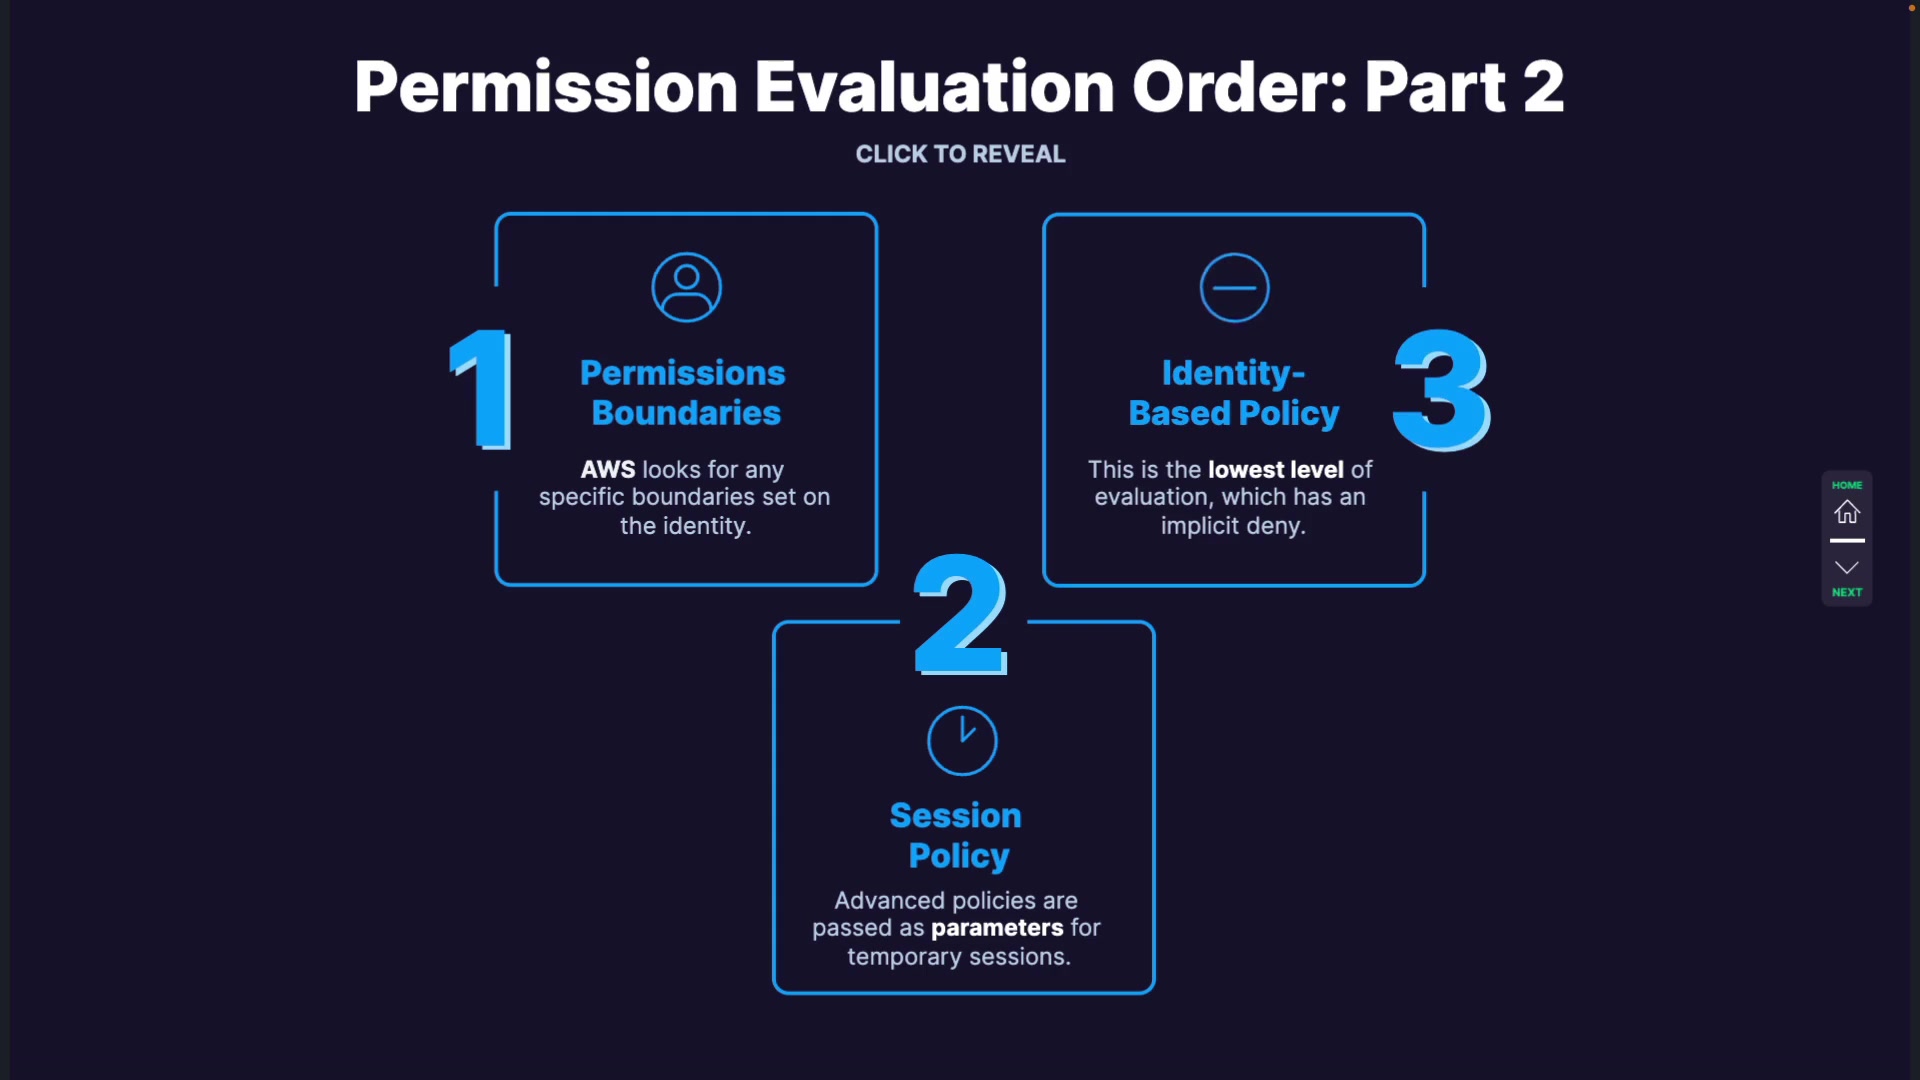 Permission Evaluation Order: Part 2
CLICK TO REVEAL
1
Permissions
Boundaries
AWS looks for any
specific boundaries set on
the identity.
2
Session
Policy
Advanced policies are
passed as parameters for
temporary sessions.
3
Identity-
Based Policy
This is the lowest level of
evaluation, which has an
implicit deny.
HOME
NEXT